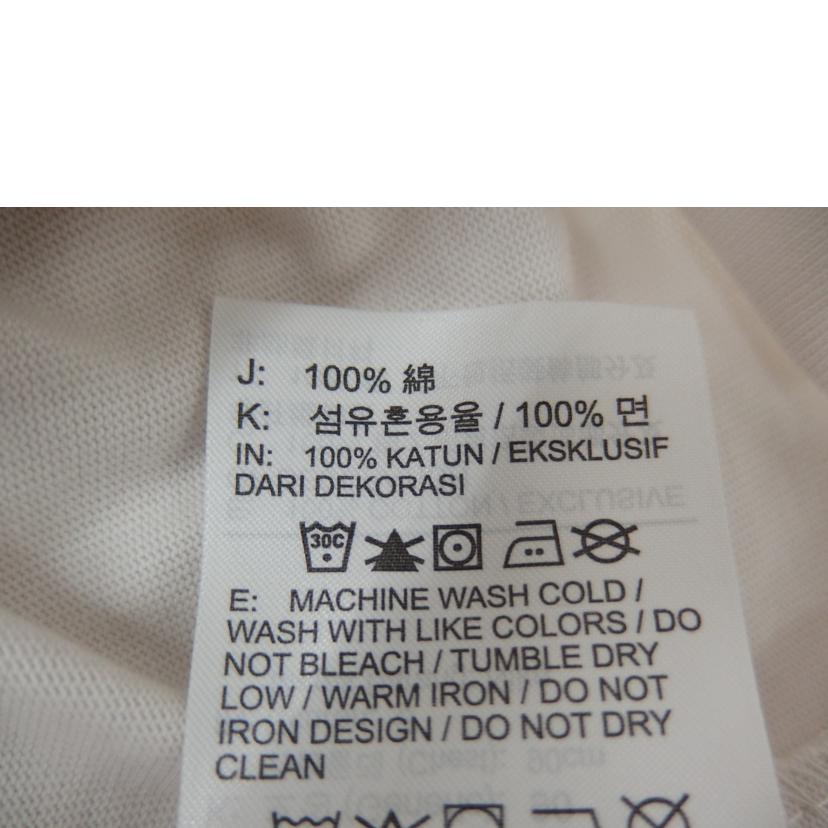 J: 100% 綿
K: 섬유혼용율 / 100% 면
IN: 100% KATUN / EKSKLUSIF
DARI DEKORASI
30C
E: MACHINE WASH COLD /
WASH WITH LIKE COLORS / DO
NOT BLEACH / TUMBLE DRY
LOW / WARM IRON / DO NOT
IRON DESIGN / DO NOT DRY
CLEAN